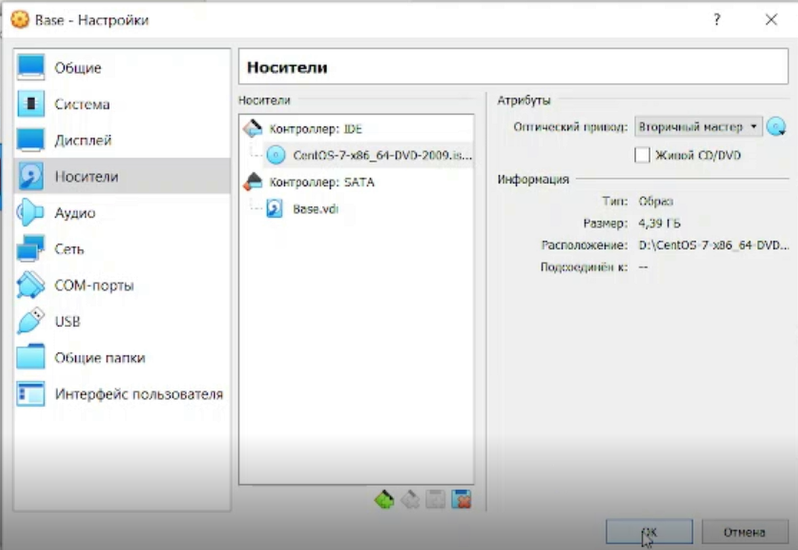 Base - Настройки
?
Общие
Система
Дисплей
Носители
Аудио
Сеть
COM-порты
USB
Общие папки
Интерфейс пользователя
Носители
Носители
Контроллер: IDE
CentOS-7-x86_64-DVD-2009.is...
Контроллер: SATA
Base.vdi
Атрибуты
Оптический привод: Вторичный мастер
Живой CD/DVD
Информация
Тип: Образ
Размер: 4,39 ГБ
Расположение: D:\CentOS-7-x86_64-DVD...
Подсоединён к: --
OK
Отмена